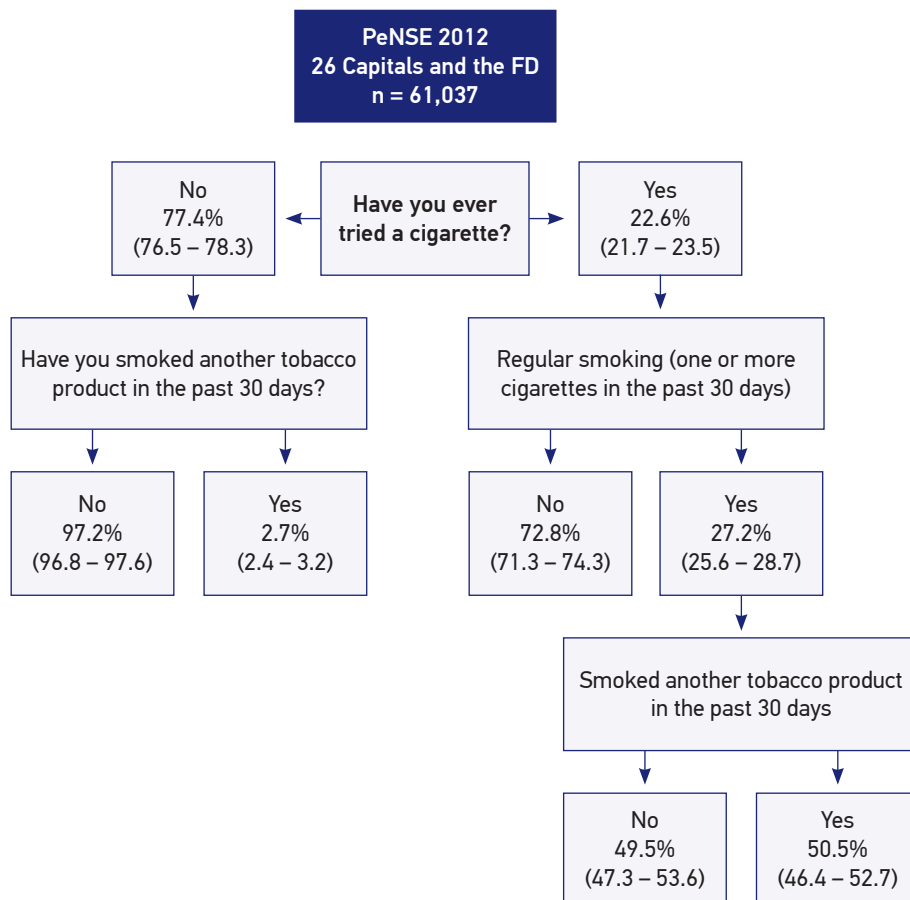 PeNSE 2012
26 Capitals and the FD
n = 61,037
No
77.4%
(76.5 – 78.3)
Have you ever
tried a cigarette?
Yes
22.6%
(21.7 – 23.5)
Have you smoked another tobacco
product in the past 30 days?
Regular smoking (one or more
cigarettes in the past 30 days)
No
97.2%
(96.8 – 97.6)
Yes
2.7%
(2.4 – 3.2)
No
72.8%
(71.3 – 74.3)
Yes
27.2%
(25.6 – 28.7)
Smoked another tobacco product
in the past 30 days
No
49.5%
(47.3 – 53.6)
Yes
50.5%
(46.4 – 52.7)